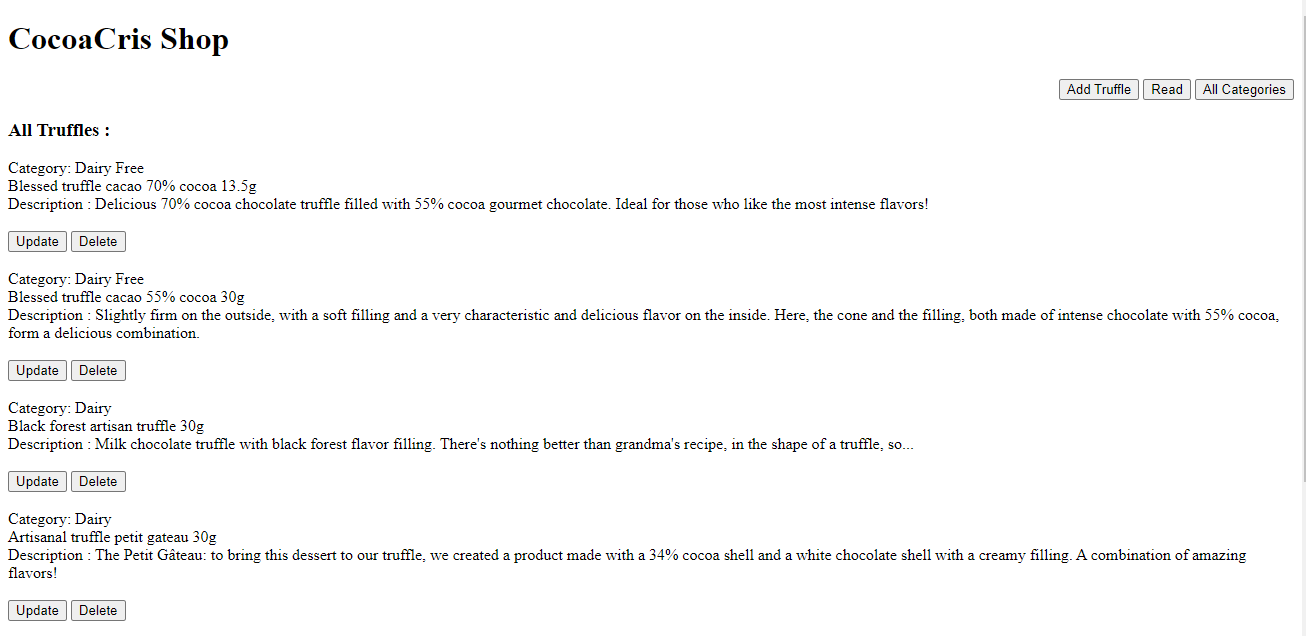 CocoaCris Shop
Add Truffle Read All Categories
All Truffles :
Category: Dairy Free
Blessed truffle cacao 70% cocoa 13.5g
Description : Delicious 70% cocoa chocolate truffle filled with 55% cocoa gourmet chocolate. Ideal for those who like the most intense flavors!
Update Delete
Category: Dairy Free
Blessed truffle cacao 55% cocoa 30g
Description : Slightly firm on the outside, with a soft filling and a very characteristic and delicious flavor on the inside. Here, the cone and the filling, both made of intense chocolate with 55% cocoa,
form a delicious combination.
Update Delete
Category: Dairy
Black forest artisan truffle 30g
Description : Milk chocolate truffle with black forest flavor filling. There's nothing better than grandma's recipe, in the shape of a truffle, so...
Update Delete
Category: Dairy
Artisanal truffle petit gateau 30g
Description : The Petit Gâteau: to bring this dessert to our truffle, we created a product made with a 34% cocoa shell and a white chocolate shell with a creamy filling. A combination of amazing
flavors!
Update Delete